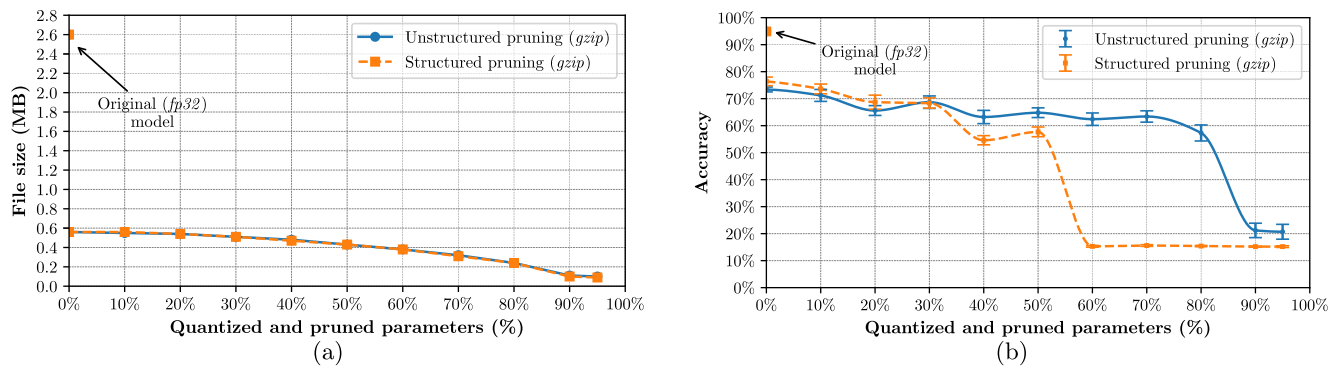 2.8
2.6
2.4
2.2
2.0
1.8
1.6
1.4
1.2
1.0
0.8
0.6
0.4
0.2
0.0
File size (MB)
Unstructured pruning (gzip)
Structured pruning (gzip)
Original (fp32)
model
0% 10% 20% 30% 40% 50% 60% 70% 80% 90% 100%
Quantized and pruned parameters (%)
(a)
100%
90%
80%
70%
60%
50%
40%
30%
20%
10%
0%
Accuracy
Unstructured pruning (gzip)
Structured pruning (gzip)
Original (fp32)
model
0% 10% 20% 30% 40% 50% 60% 70% 80% 90% 100%
Quantized and pruned parameters (%)
(b)